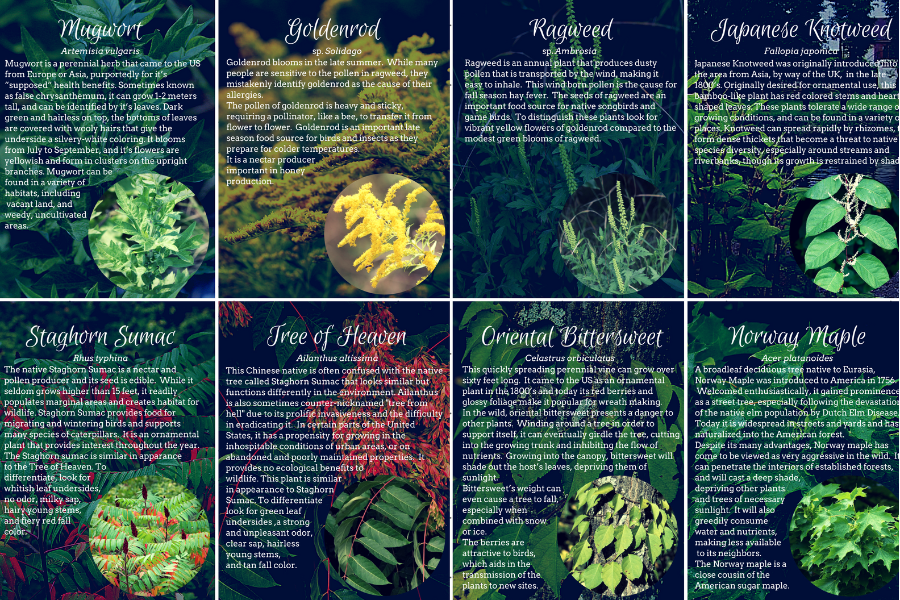 Mugwort
Artemisia vulgaris
Mugwort is a perennial herb that came to the US
from Europe or Asia, purportedly for it's
"supposed" health benefits. Sometimes known
as false chrysanthemum, it can grow 1-2 meters
tall, and can be identified by it's leaves. Dark
green and hairless on top, the bottoms of leaves
are covered with wooly hairs that give the
underside a silvery-white coloring. It blooms
from July to September, and it's flowers are
yellowish and form in clusters on the upright
branches. Mugwort can be
found in a variety of
habitats, including
vacant land, and
weedy, uncultivated
areas.
Goldenrod
sp. Solidago
Goldenrod blooms in the late summer. While many
people are sensitive to the pollen in ragweed, they
mistakenly identify goldenrod as the cause of their
allergies.
The pollen of goldenrod is heavy and sticky,
requiring a pollinator, like a bee, to transfer it from
flower to flower. Goldenrod is an important late
season food source for birds and insects as they
prepare for colder temperatures.
It is a nectar producer
important in honey
production.
Ragweed
sp. Ambrosia
Ragweed is an annual plant that produces dusty
pollen that is transported by the wind, making it
easy to inhale. This wind born pollen is the cause for
fall season hay fever. The seeds of ragweed are an
important food source for native songbirds and
game birds. To distinguish these plants look for
vibrant yellow flowers of goldenrod compared to the
modest green blooms of ragweed.
Japanese Knotweed
Fallopia japonica
Japanese Knotweed was originally introduced into
the area from Asia, by way of the UK, in the late
1800's. Originally desired for ornamental use, this
bamboo-like plant has red colored stems and heart
shaped leaves. These plants tolerate a wide range o
growing conditions, and can be found in a variety o
places. Knotweed can spread rapidly by rhizomes, t
form dense thickets that become a threat to native
species diversity, especially around streams and
riverbanks, though its growth is restrained by shad
Staghorn Sumac
Rhus typhina
The native Staghorn Sumac is a nectar and
pollen producer and its seed is edible. While it
seldom grows higher than 15 feet, it readily
populates marginal areas and creates habitat for
wildlife. Staghorn Sumac provides food for
migrating and wintering birds and supports
many species of caterpillars. It is an ornamental
plant that provides interest throughout the year.
The Staghorn sumac is similar in appearance
to the Tree of Heaven. To
differentiate, look for
whitish leaf undersides,
no odor, milky sap,
hairy young stems,
and fiery red fall
color.
Tree of Heaven
Ailanthus altissima
This Chinese native is often confused with the native
tree called Staghorn Sumac that looks similar but
functions differently in the environment. Ailanthus
is also sometimes counter-nicknamed "tree from
hell" due to its prolific invasiveness and the difficulty
in eradicating it. In certain parts of the United
States, it has a propensity for growing in the
inhospitable conditions of urban areas, or on
abandoned and poorly maintained properties. It
provides no ecological benefits to
wildlife. This plant is similar
in appearance to Staghorn
Sumac, To differentiate
look for green leaf
undersides, a strong
and unpleasant odor,
clear sap, hairless
young stems,
and tan fall color.
Oriental Bittersweet
Celastrus orbiculatus
This quickly spreading perennial vine can grow over
sixty feet long. It came to the US as an ornamental
plant in the 1800's and today its red berries and
glossy foliage make it popular for wreath making.
In the wild, oriental bittersweet presents a danger to
other plants. Winding around a tree in order to
support itself, it can eventually girdle the tree, cutting
into the growing trunk and inhibiting the flow of
nutrients. Growing into the canopy, bittersweet will
shade out the host's leaves, depriving them of
sunlight.
Bittersweet's weight can
even cause a tree to fall,
especially when
combined with snow
or ice.
The berries are
attractive to birds,
which aids in the
transmission of the
plants to new sites.
Norway Maple
Acer platanoides
A broadleaf deciduous tree native to Eurasia,
Norway Maple was introduced to America in 1756.
Welcomed enthusiastically, it gained prominence
as a street tree, especially following the devastatio
of the native elm population by Dutch Elm Disease.
Today it is widespread in streets and yards and has
naturalized into the American forest.
Despite its many advantages, Norway maple has
come to be viewed as very aggressive in the wild. It
can penetrate the interiors of established forests,
and will cast a deep shade,
depriving other plants
and trees of necessary
sunlight. It will also
greedily consume
water and nutrients,
making less available
to its neighbors.
The Norway maple is a
close cousin of the
American sugar maple.